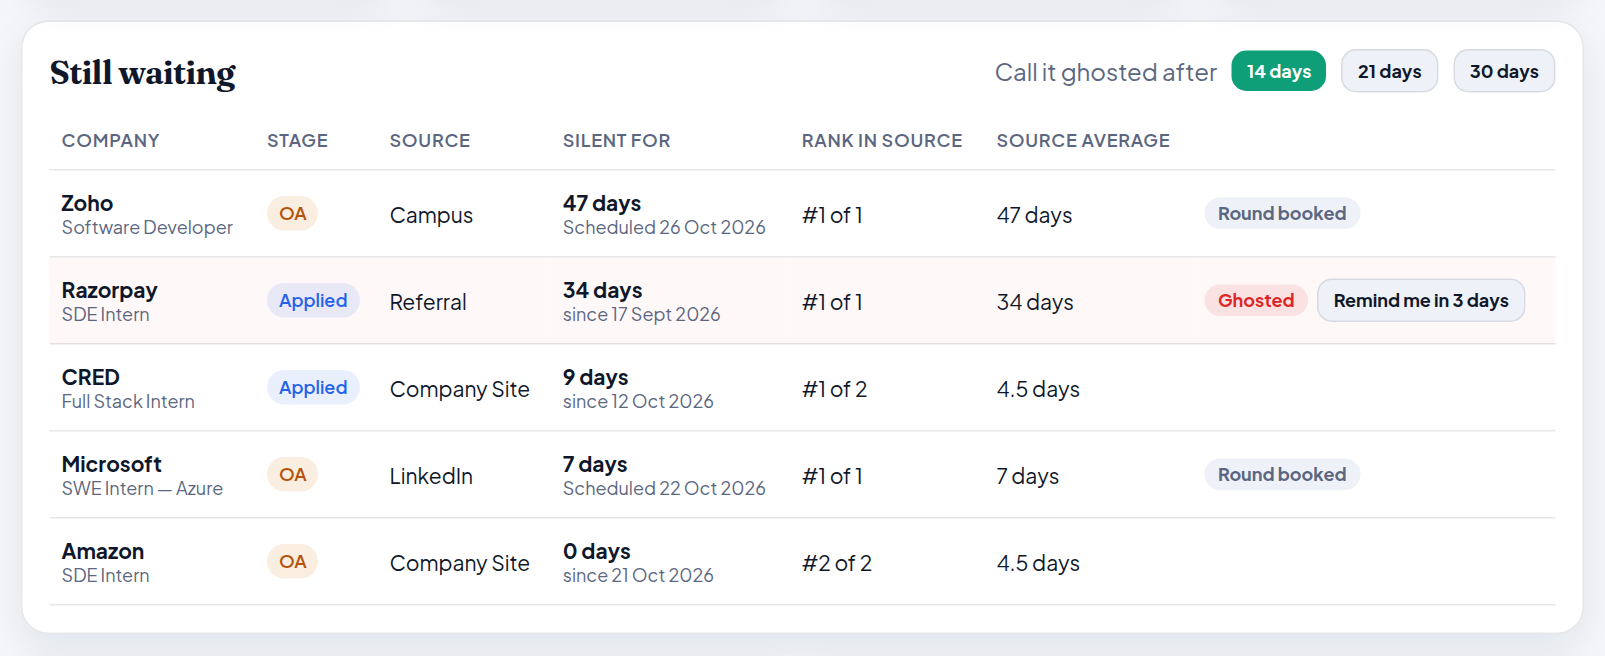 Still waiting
Call it ghosted after 14 days 21 days 30 days
COMPANY STAGE SOURCE SILENT FOR RANK IN SOURCE SOURCE AVERAGE
Zoho
Software Developer
OA
Campus
47 days
Scheduled 26 Oct 2026
#1 of 1
47 days
Round booked
Razorpay
SDE Intern
Applied
Referral
34 days
since 17 Sept 2026
#1 of 1
34 days
Ghosted
Remind me in 3 days
CRED
Full Stack Intern
Applied
Company Site
9 days
since 12 Oct 2026
#1 of 2
4.5 days
Microsoft
SWE Intern — Azure
OA
LinkedIn
7 days
Scheduled 22 Oct 2026
#1 of 1
7 days
Round booked
Amazon
SDE Intern
OA
Company Site
0 days
since 21 Oct 2026
#2 of 2
4.5 days